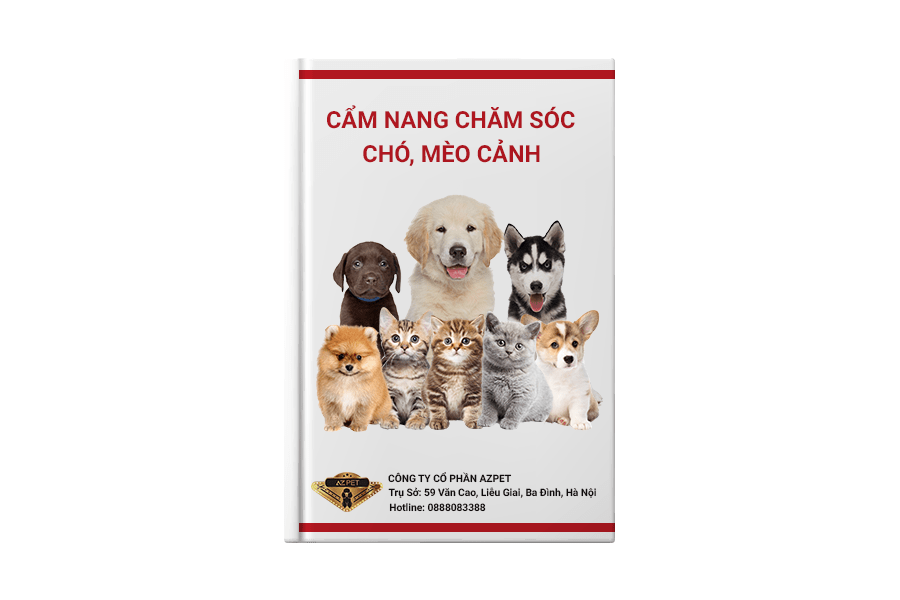 CẨM NANG CHĂM SÓC
CHÓ, MÈO CẢNH
AZPET
CÔNG TY CỔ PHẦN AZPET
Trụ Sở: 59 Văn Cao, Liễu Giai, Ba Đình, Hà Nội
Hotline: 0888083388